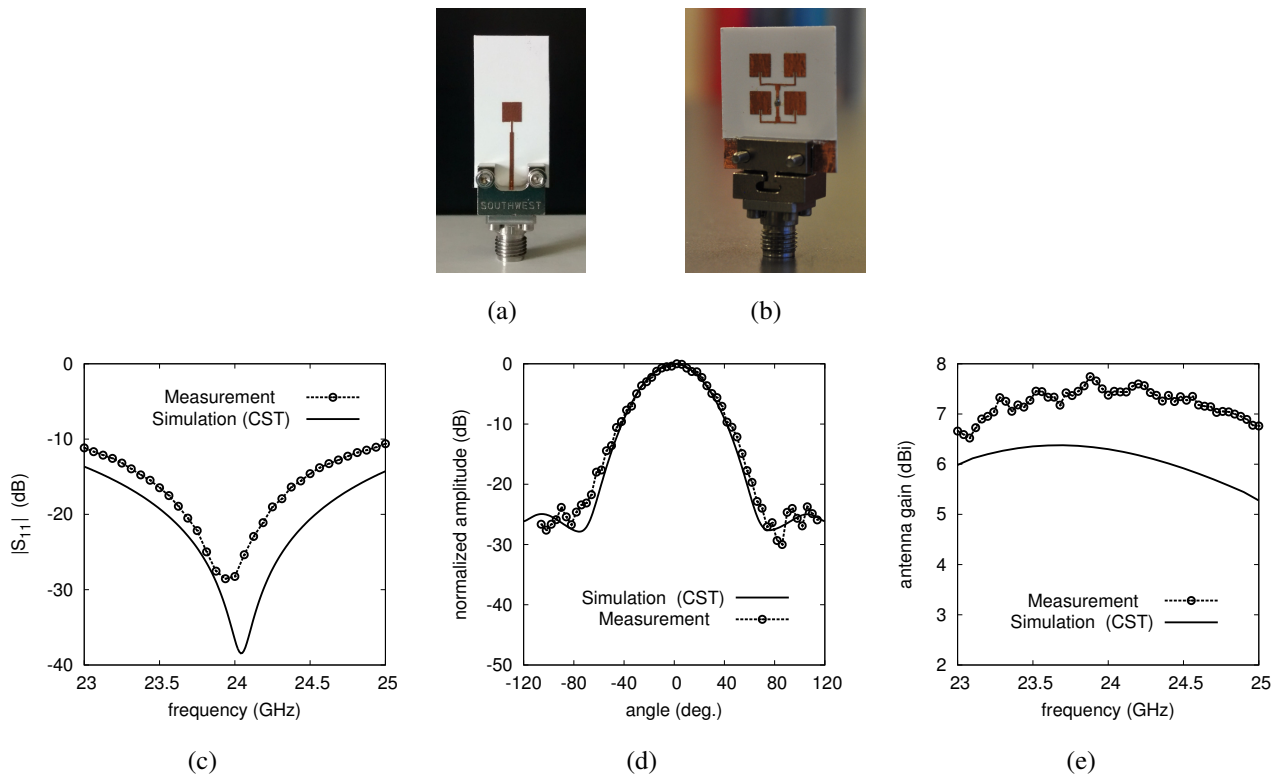 SOUTHWEST
(a)
(b)
0
-10
-20
-30
-40
23
23.5
24
24.5
25
|S11| (dB)
frequency (GHz)
Measurement
Simulation (CST)
(c)
0
-10
-20
-30
-40
-50
-120
-80
-40
0
40
80
120
normalized amplitude (dB)
angle (deg.)
Simulation (CST)
Measurement
(d)
8
7
6
5
4
3
2
23
23.5
24
24.5
25
antenna gain (dBi)
frequency (GHz)
Measurement
Simulation (CST)
(e)